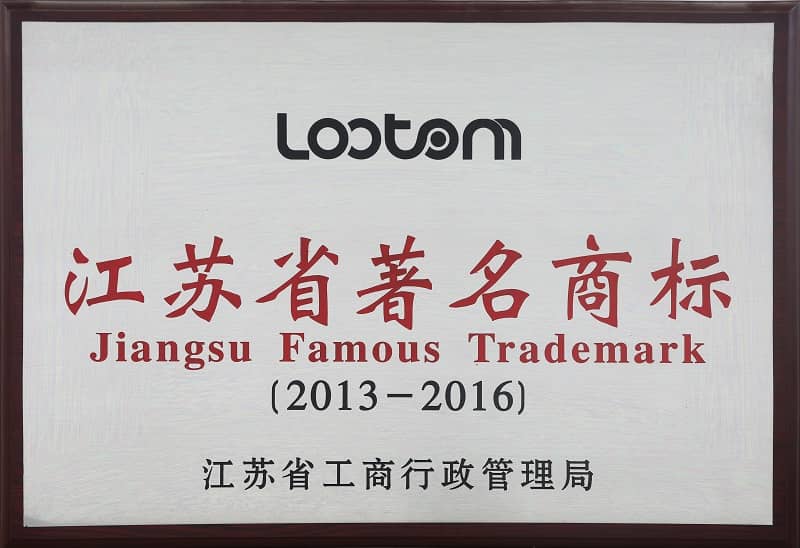 Lootom
江苏省著名商标
Jiangsu Famous Trademark
(2013-2016)
江苏省工商行政管理局